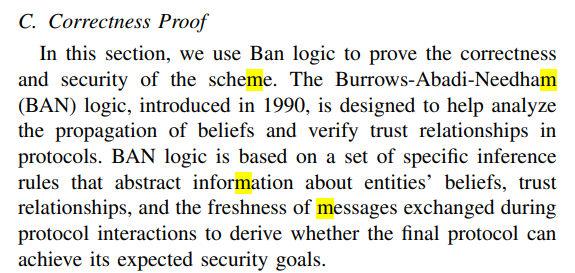 C. Correctness Proof
In this section, we use Ban logic to prove the correctness
and security of the scheme. The Burrows-Abadi-Needham
(BAN) logic, introduced in 1990, is designed to help analyze
the propagation of beliefs and verify trust relationships in
protocols. BAN logic is based on a set of specific inference
rules that abstract information about entities’ beliefs, trust
relationships, and the freshness of messages exchanged during
protocol interactions to derive whether the final protocol can
achieve its expected security goals.